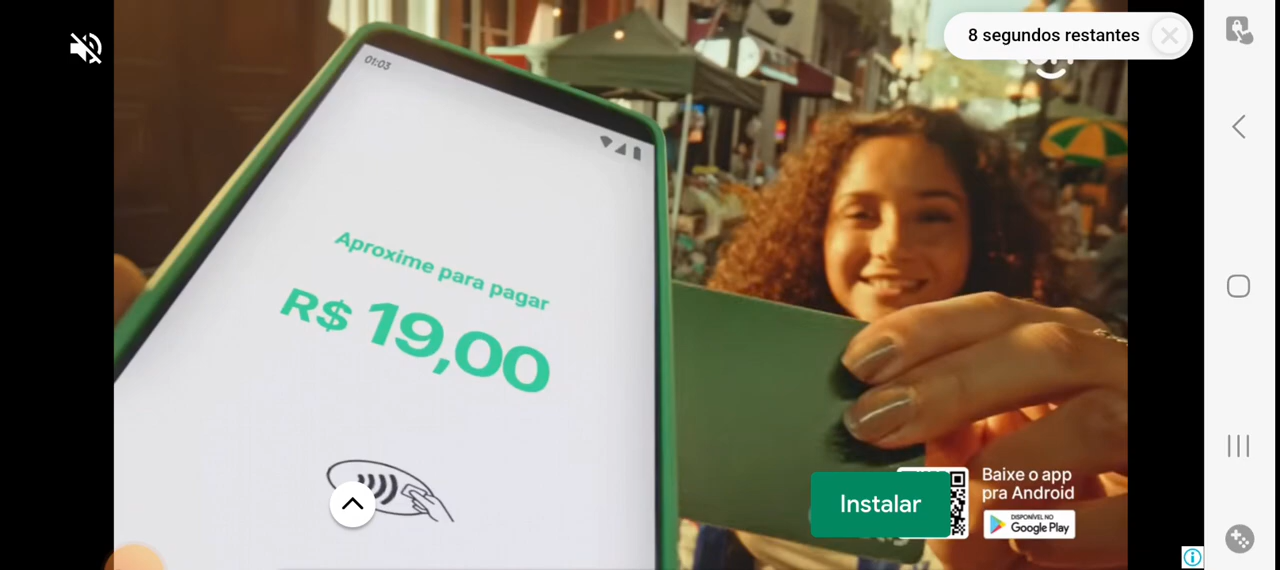 8 segundos restantes
01:03
Aproxime para pagar
R$ 19,00
Instalar
Baixe o app
pra Android
DISPONÍVEL NO
Google Play